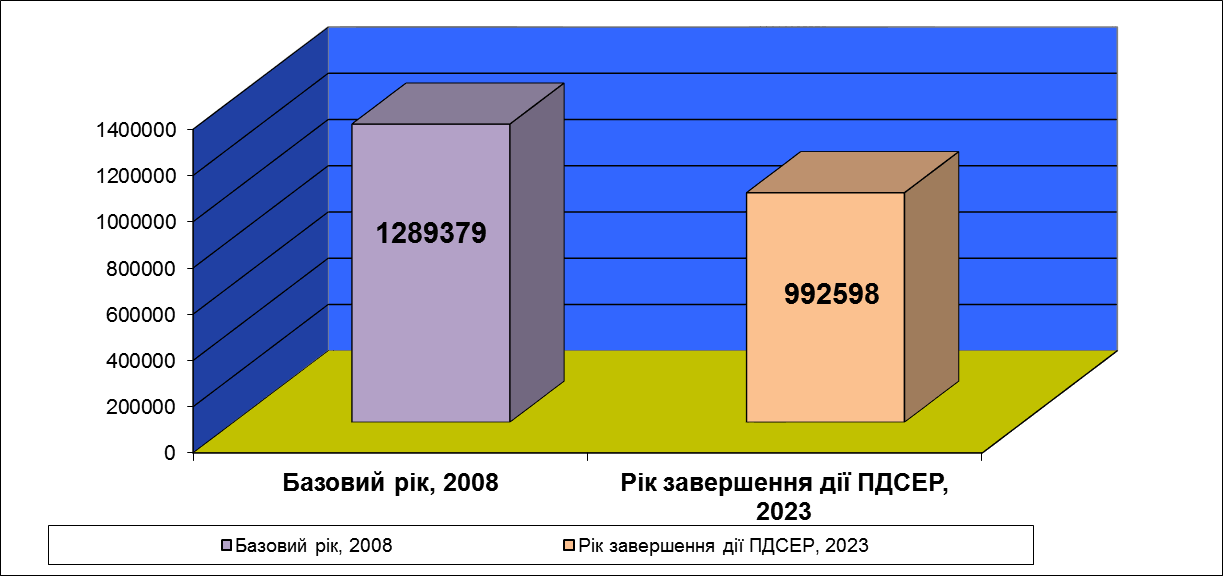 1400000
1200000
1000000
800000
600000
400000
200000
0
1289379
992598
Базовий рік, 2008
Рік завершення дії ПДСЕР,
2023
Базовий рік, 2008
Рік завершення дії ПДСЕР, 2023